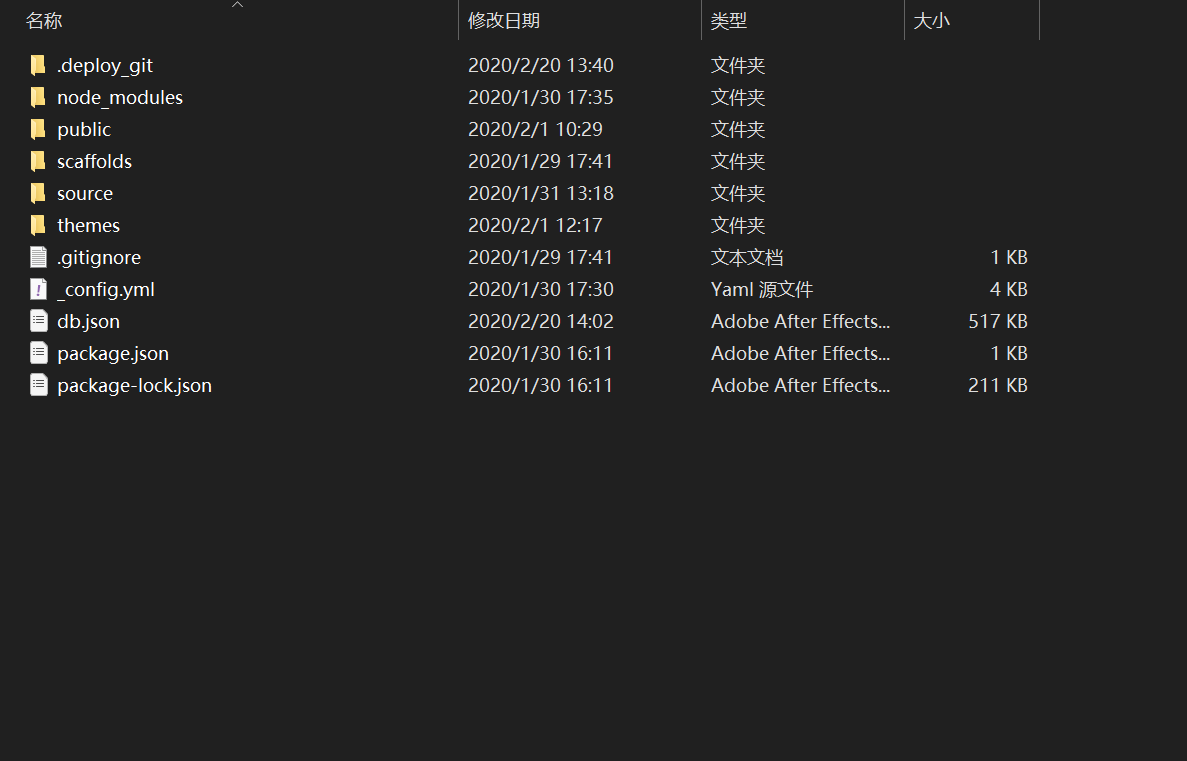 名称 修改日期 类型 大小
.deploy_git 2020/2/20 13:40 文件夹
node_modules 2020/1/30 17:35 文件夹
public 2020/2/1 10:29 文件夹
scaffolds 2020/1/29 17:41 文件夹
source 2020/1/31 13:18 文件夹
themes 2020/2/1 12:17 文件夹
.gitignore 2020/1/29 17:41 文本文档 1 KB
_config.yml 2020/1/30 17:30 Yaml 源文件 4 KB
db.json 2020/2/20 14:02 Adobe After Effects... 517 KB
package.json 2020/1/30 16:11 Adobe After Effects... 1 KB
package-lock.json 2020/1/30 16:11 Adobe After Effects... 211 KB